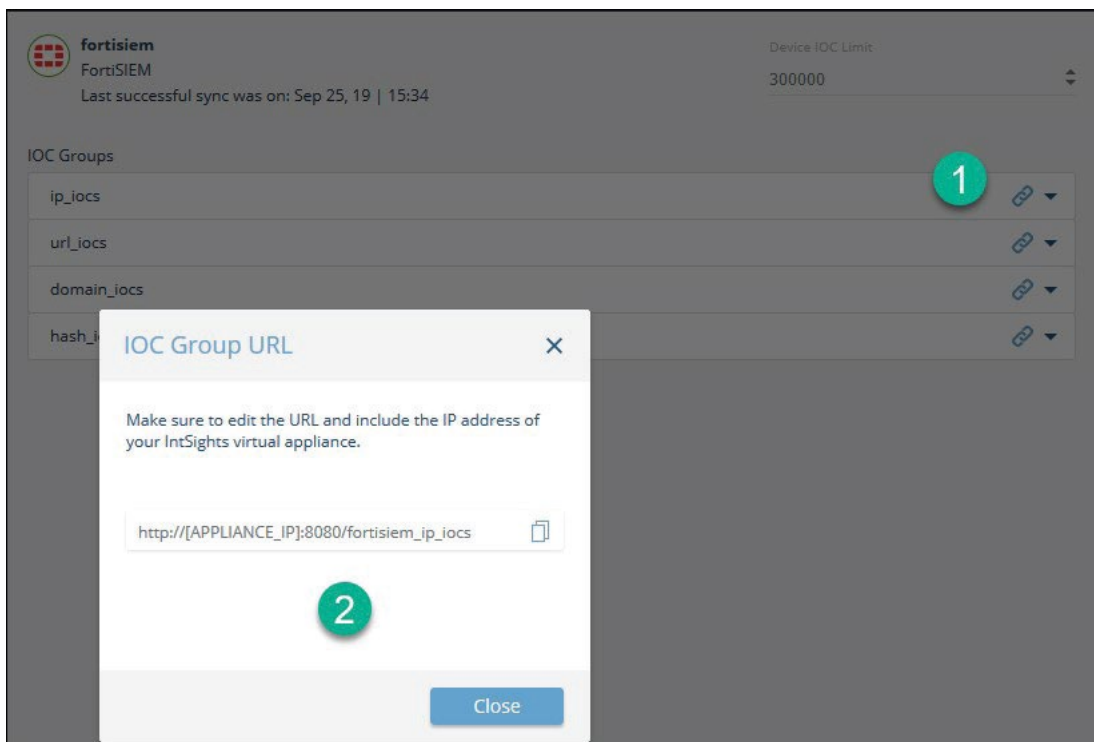 fortisiem
FortiSIEM
Last successful sync was on: Sep 25, 19 | 15:34
Device IOC Limit
300000
IOC Groups
ip_iocs
1
url_iocs
domain_iocs
hash_i
IOC Group URL
Make sure to edit the URL and include the IP address of
your IntSights virtual appliance.
http://[APPLIANCE_IP]:8080/fortisiem_ip_iocs
2
Close